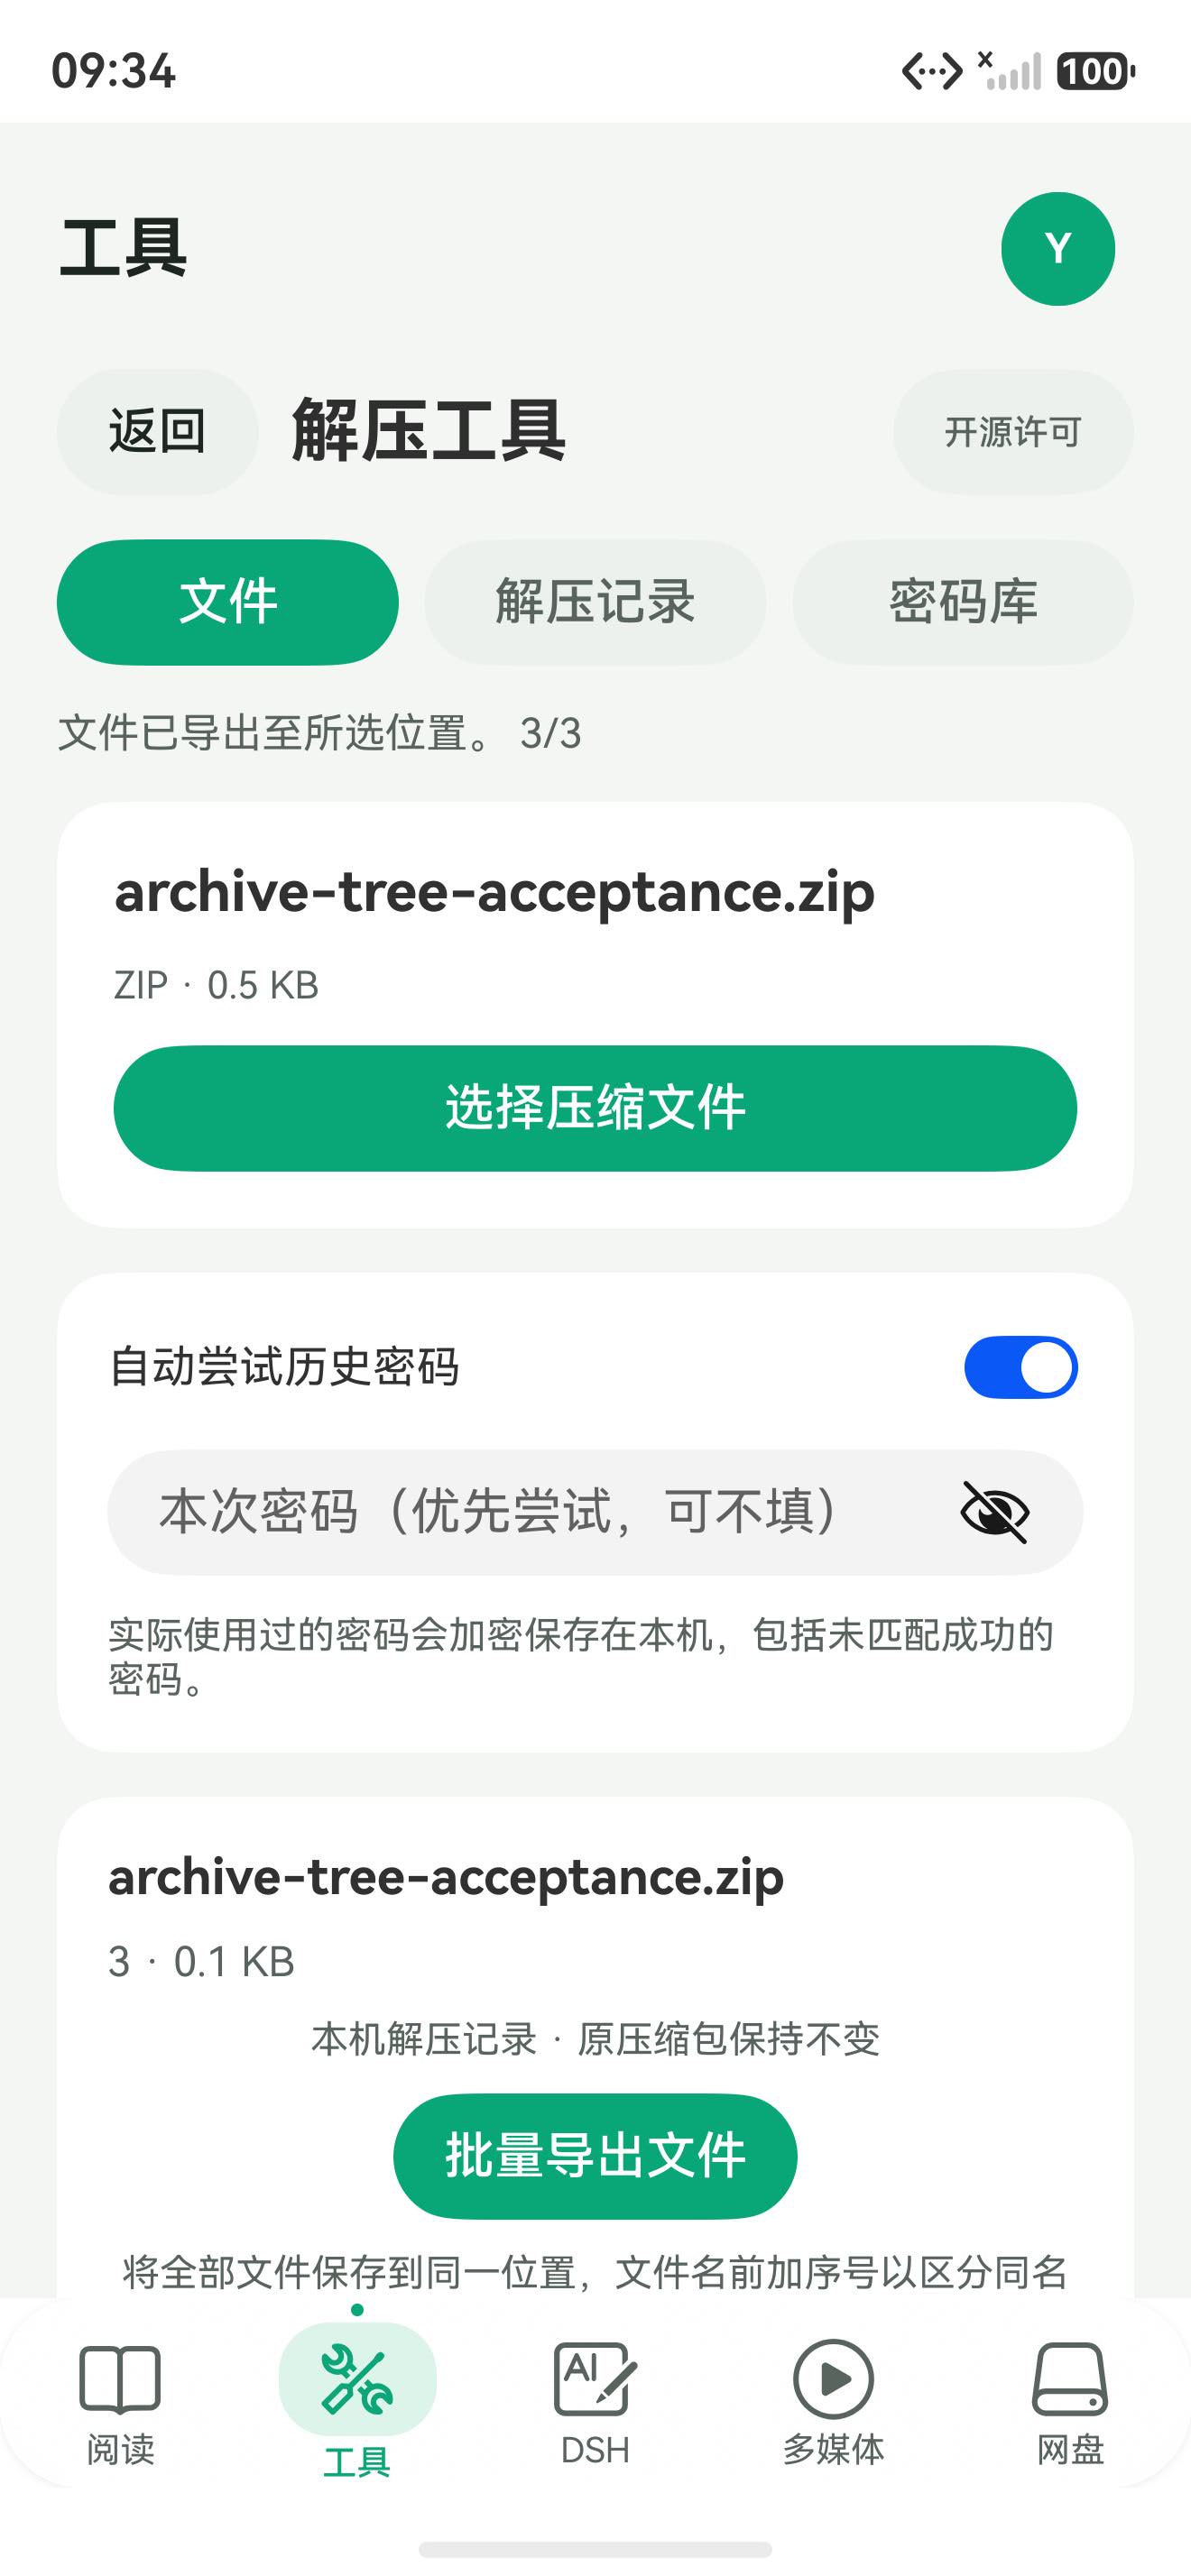 09:34
100
工具
Y
返回
解压工具
开源许可
文件
解压记录
密码库
文件已导出至所选位置。 3/3
archive-tree-acceptance.zip
ZIP · 0.5 KB
选择压缩文件
自动尝试历史密码
本次密码（优先尝试，可不填）
实际使用过的密码会加密保存在本机，包括未匹配成功的
密码。
archive-tree-acceptance.zip
3 · 0.1 KB
本机解压记录 · 原压缩包保持不变
批量导出文件
将全部文件保存到同一位置，文件名前加序号以区分同名
阅读
工具
AI
DSH
多媒体
网盘